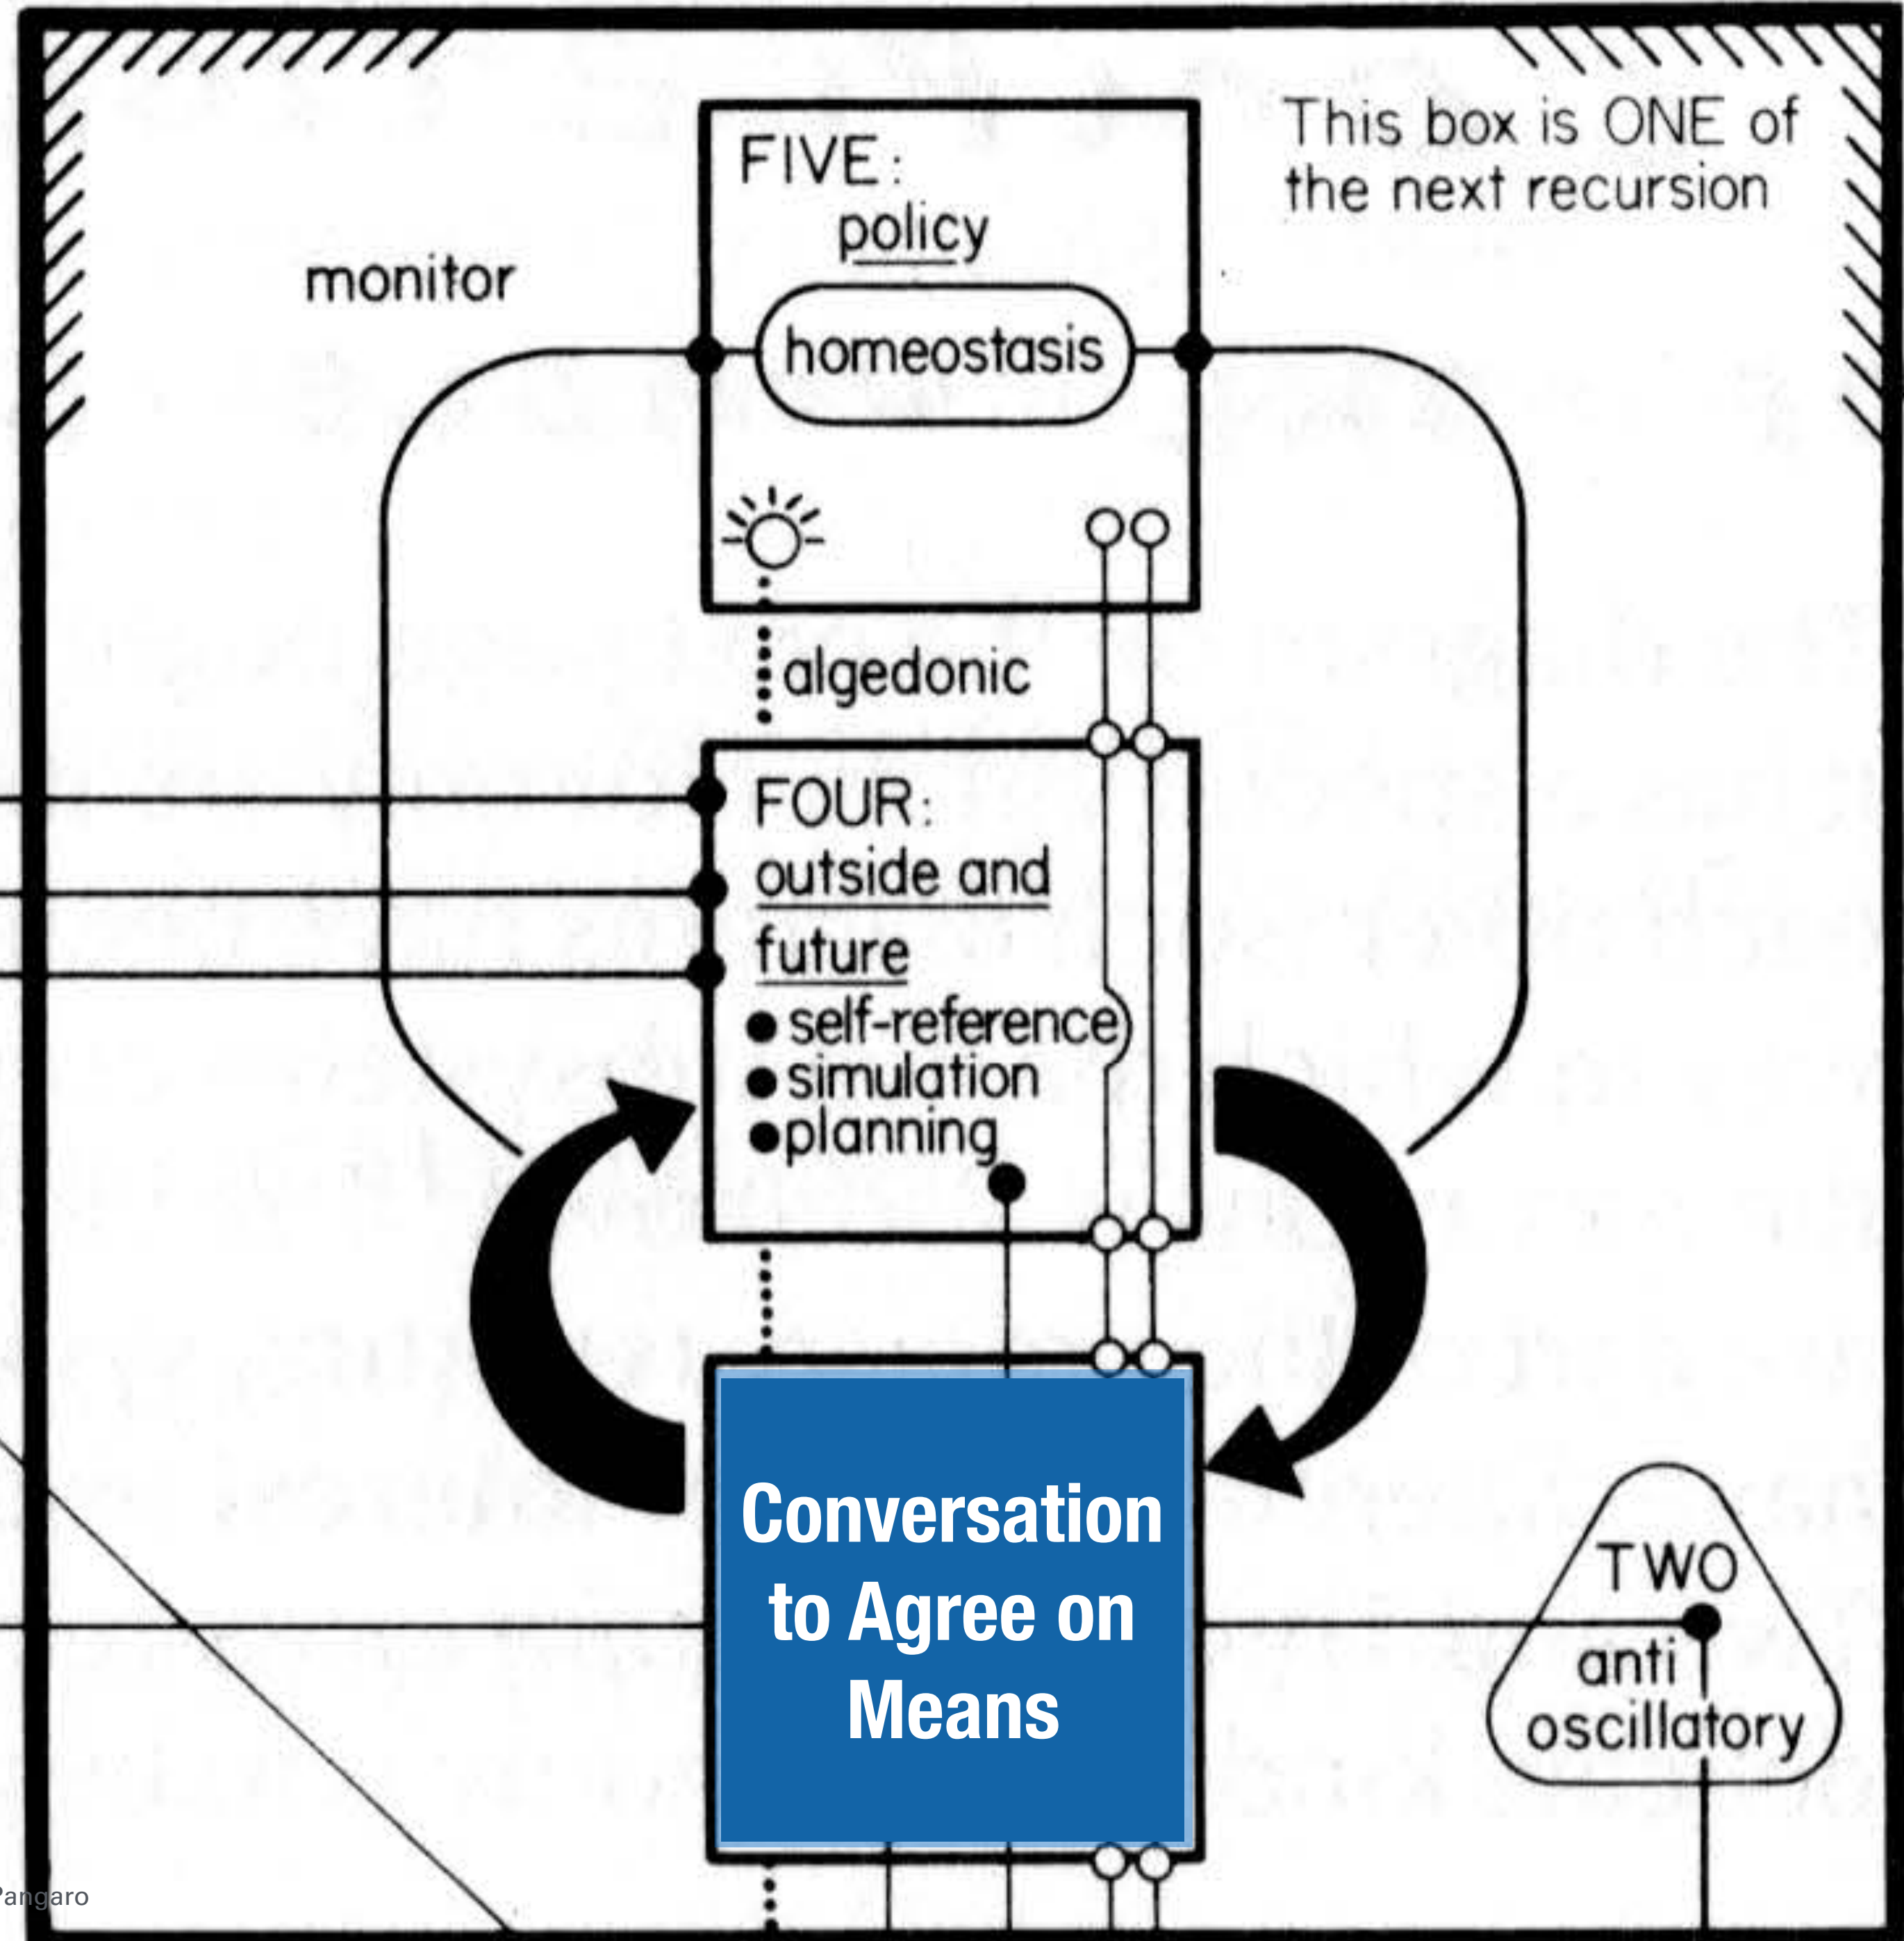 This box is ONE of
the next recursion
FIVE:
policy
monitor
homeostasis
algedonic
FOUR:
outside and
future
● self-reference
● simulation
● planning
Conversation
to Agree on
Means
TWO
anti
oscillatory
Pangaro